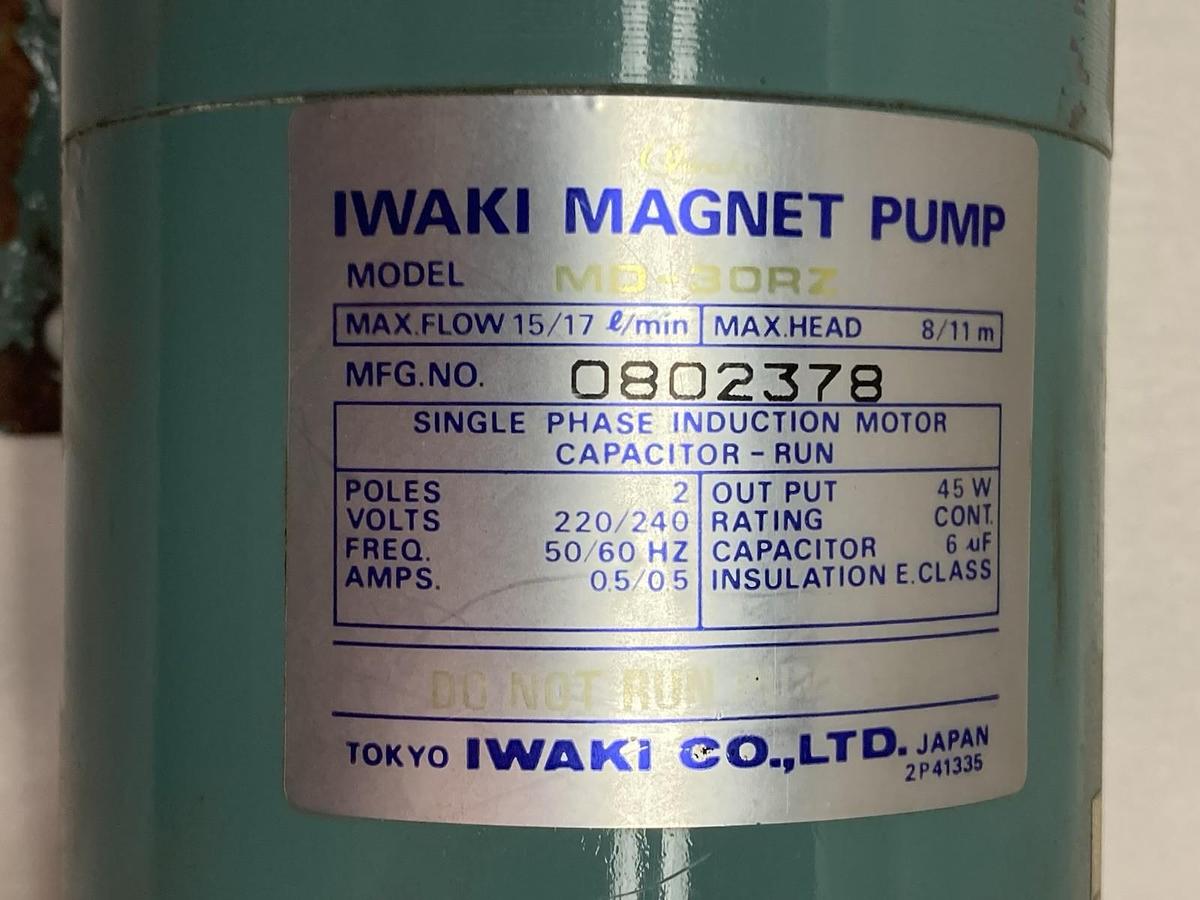 IWAKI MAGNET PUMP
MODEL MD-30RZ
MAX.FLOW 15/17 ℓ/min MAX.HEAD 8/11 m
MFG.NO. 0802378
SINGLE PHASE INDUCTION MOTOR
CAPACITOR-RUN
POLES 2 OUT PUT 45 W
VOLTS 220/240 RATING CONT.
FREQ. 50/60 HZ CAPACITOR 6 µF
AMPS. 0.5/0.5 INSULATION E.CLASS
DO NOT RUN
TOKYO IWAKI CO.,LTD. JAPAN
2P41335